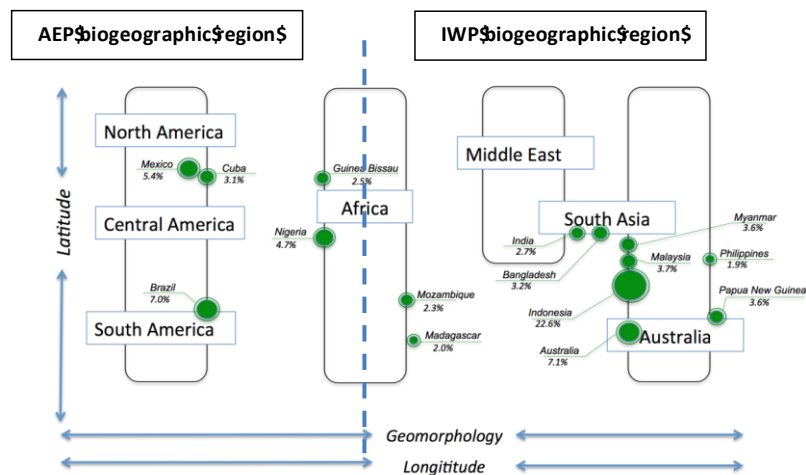 AEP$biogeographic$regions$
IWP$biogeographic$regions$
North America
Mexico
5.4%
Cuba
3.1%
Central America
Brazil
7.0%
South America
Guinea Bissau
2.5%
Africa
Nigeria
4.7%
Mozambique
2.3%
Madagascar
2.0%
Middle East
South Asia
India
2.7%
Bangladesh
3.2%
Myanmar
3.6%
Malaysia
3.7%
Philippines
1.9%
Indonesia
22.6%
Papua New Guinea
3.6%
Australia
Australia
7.1%
Latitude
Geomorphology
Longititude